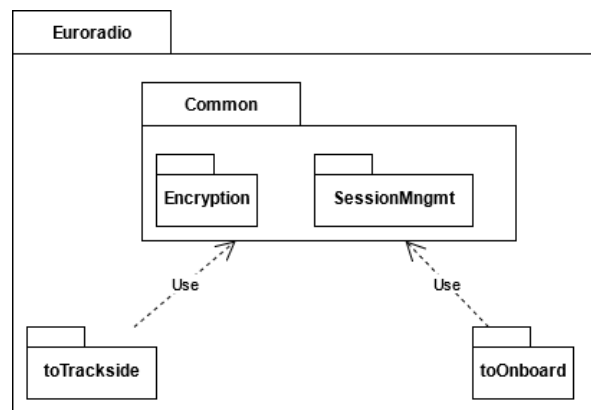 Euroradio
Common
Encryption
SessionMngmt
Use
Use
toTrackside
toOnboard